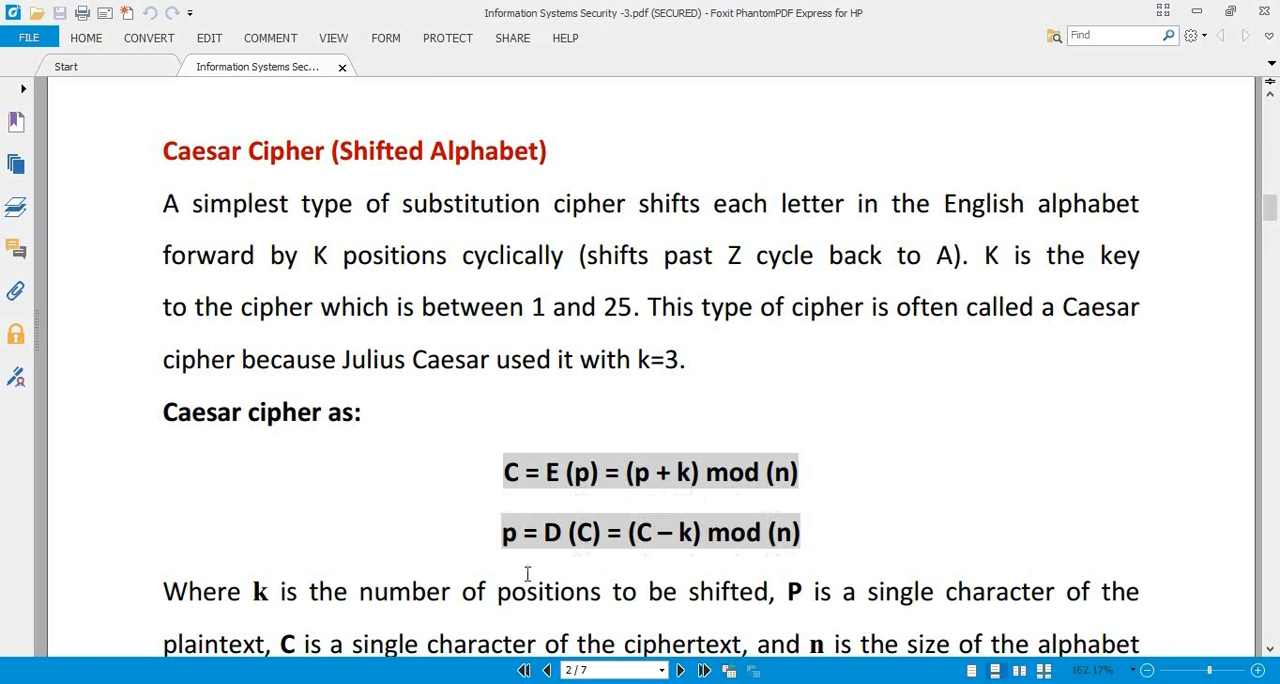 Information Systems Security -3.pdf (SECURED) - Foxit PhantomPDF Express for HP
FILE HOME CONVERT EDIT COMMENT VIEW FORM PROTECT SHARE HELP Find
Start Information Systems Sec...
Caesar Cipher (Shifted Alphabet)
A simplest type of substitution cipher shifts each letter in the English alphabet
forward by K positions cyclically (shifts past Z cycle back to A). K is the key
to the cipher which is between 1 and 25. This type of cipher is often called a Caesar
cipher because Julius Caesar used it with k=3.
Caesar cipher as:
C = E (p) = (p + k) mod (n)
p = D (C) = (C – k) mod (n)
Where k is the number of positions to be shifted, P is a single character of the
plaintext, C is a single character of the ciphertext, and n is the size of the alphabet
2 / 7 162.17%